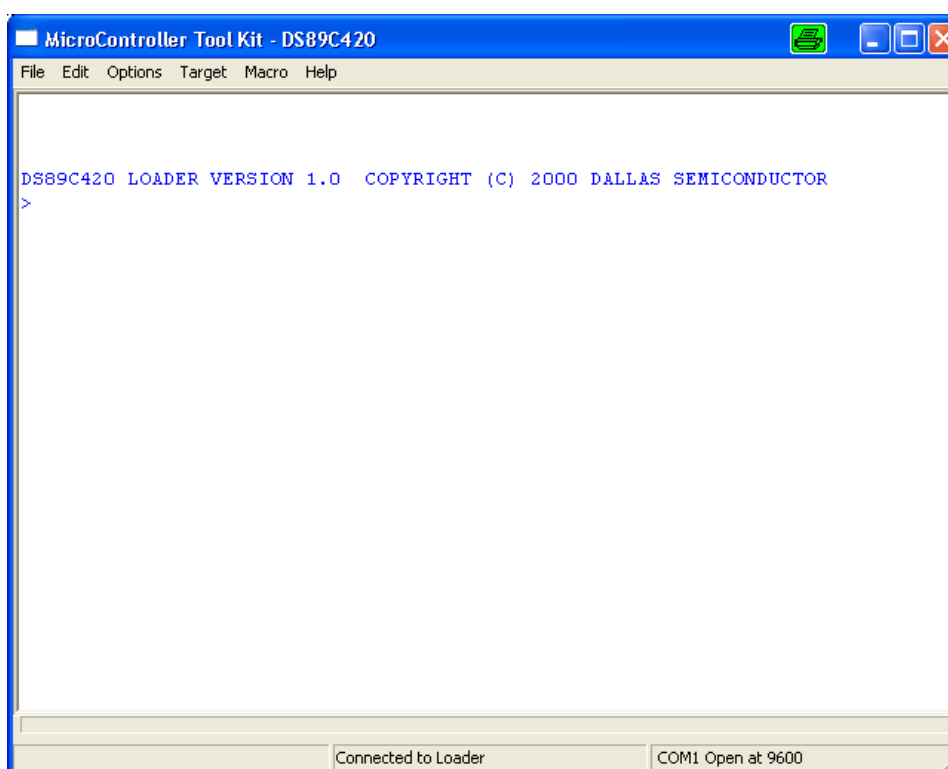 MicroController Tool Kit - DS89C420
File Edit Options Target Macro Help
DS89C420 LOADER VERSION 1.0 COPYRIGHT (C) 2000 DALLAS SEMICONDUCTOR
>
Connected to Loader
COM1 Open at 9600